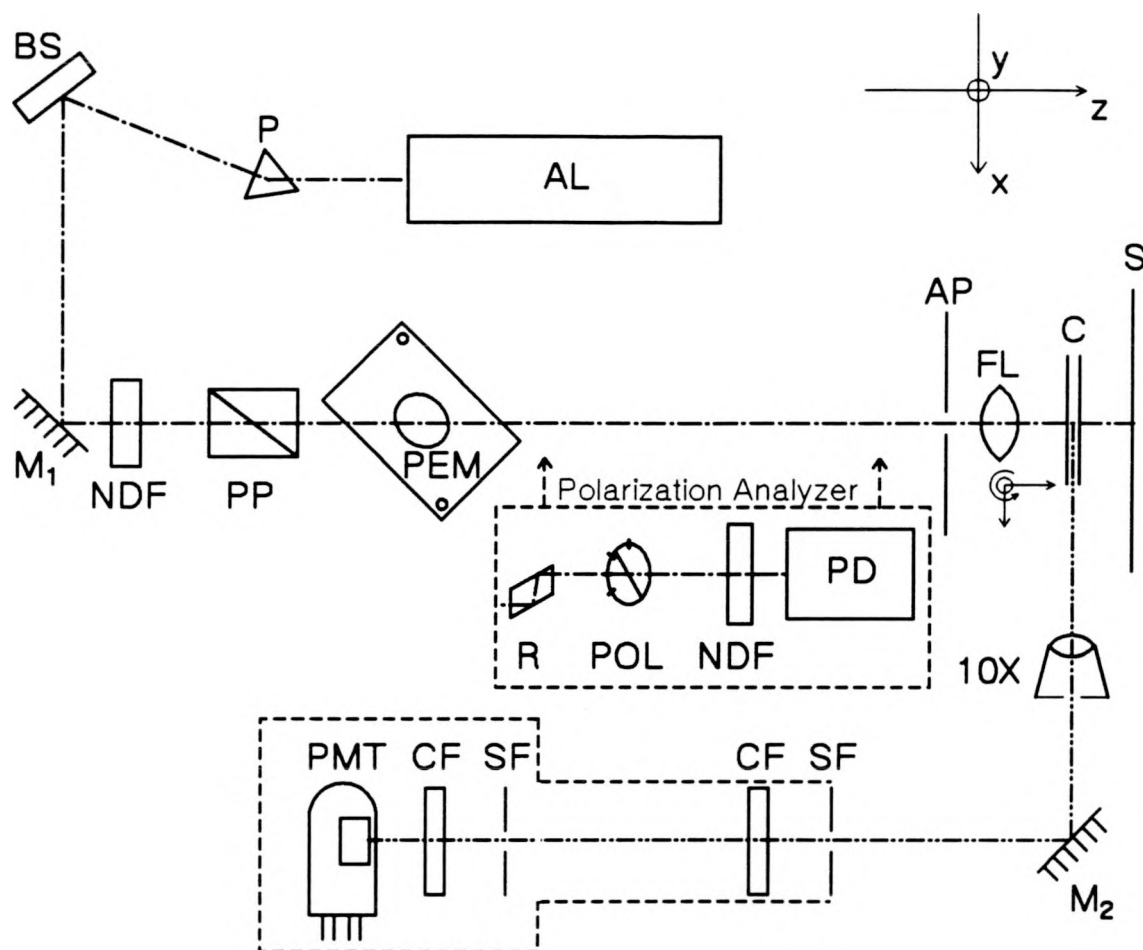 BS
y
z
x
P
AL
S
AP
C
FL
M₁
NDF
PP
PEM
Polarization Analyzer
PD
R
POL
NDF
10X
PMT
CF
SF
CF
SF
M₂